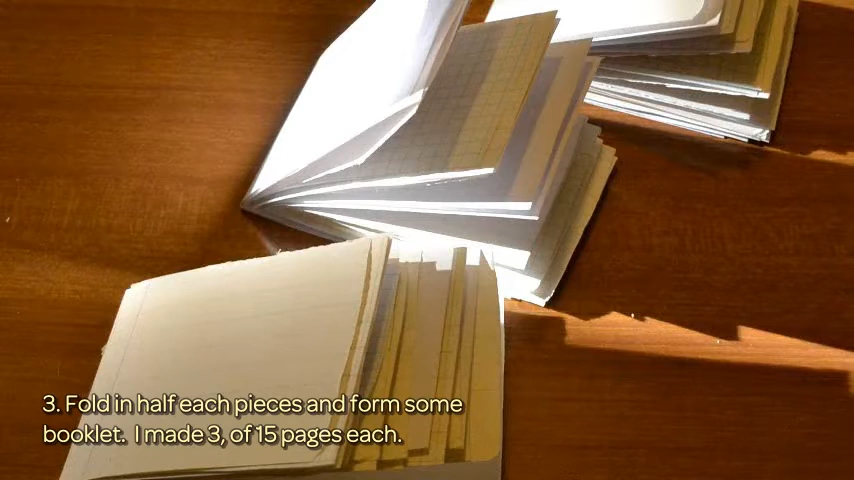 3. Fold in half each pieces and form some
booklet. I made 3, of 15 pages each.